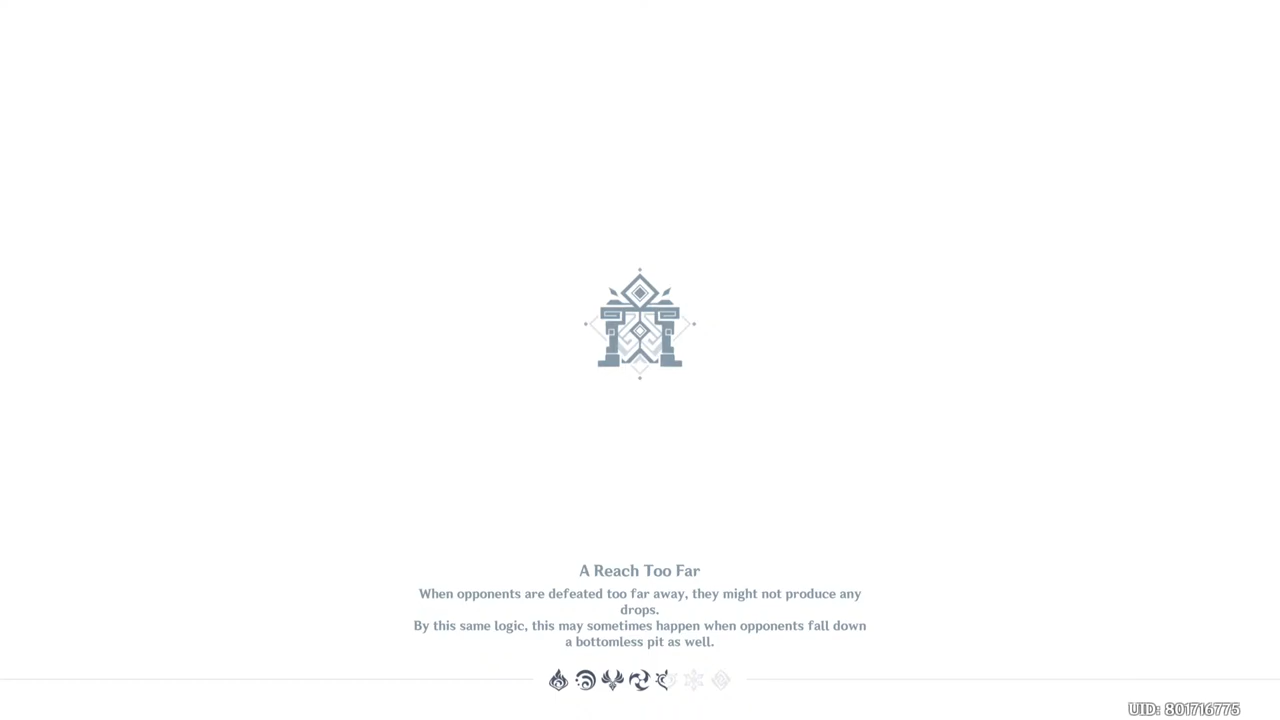 A Reach Too Far
When opponents are defeated too far away, they might not produce any
drops.
By this same logic, this may sometimes happen when opponents fall down
a bottomless pit as well.
UID: 801716775